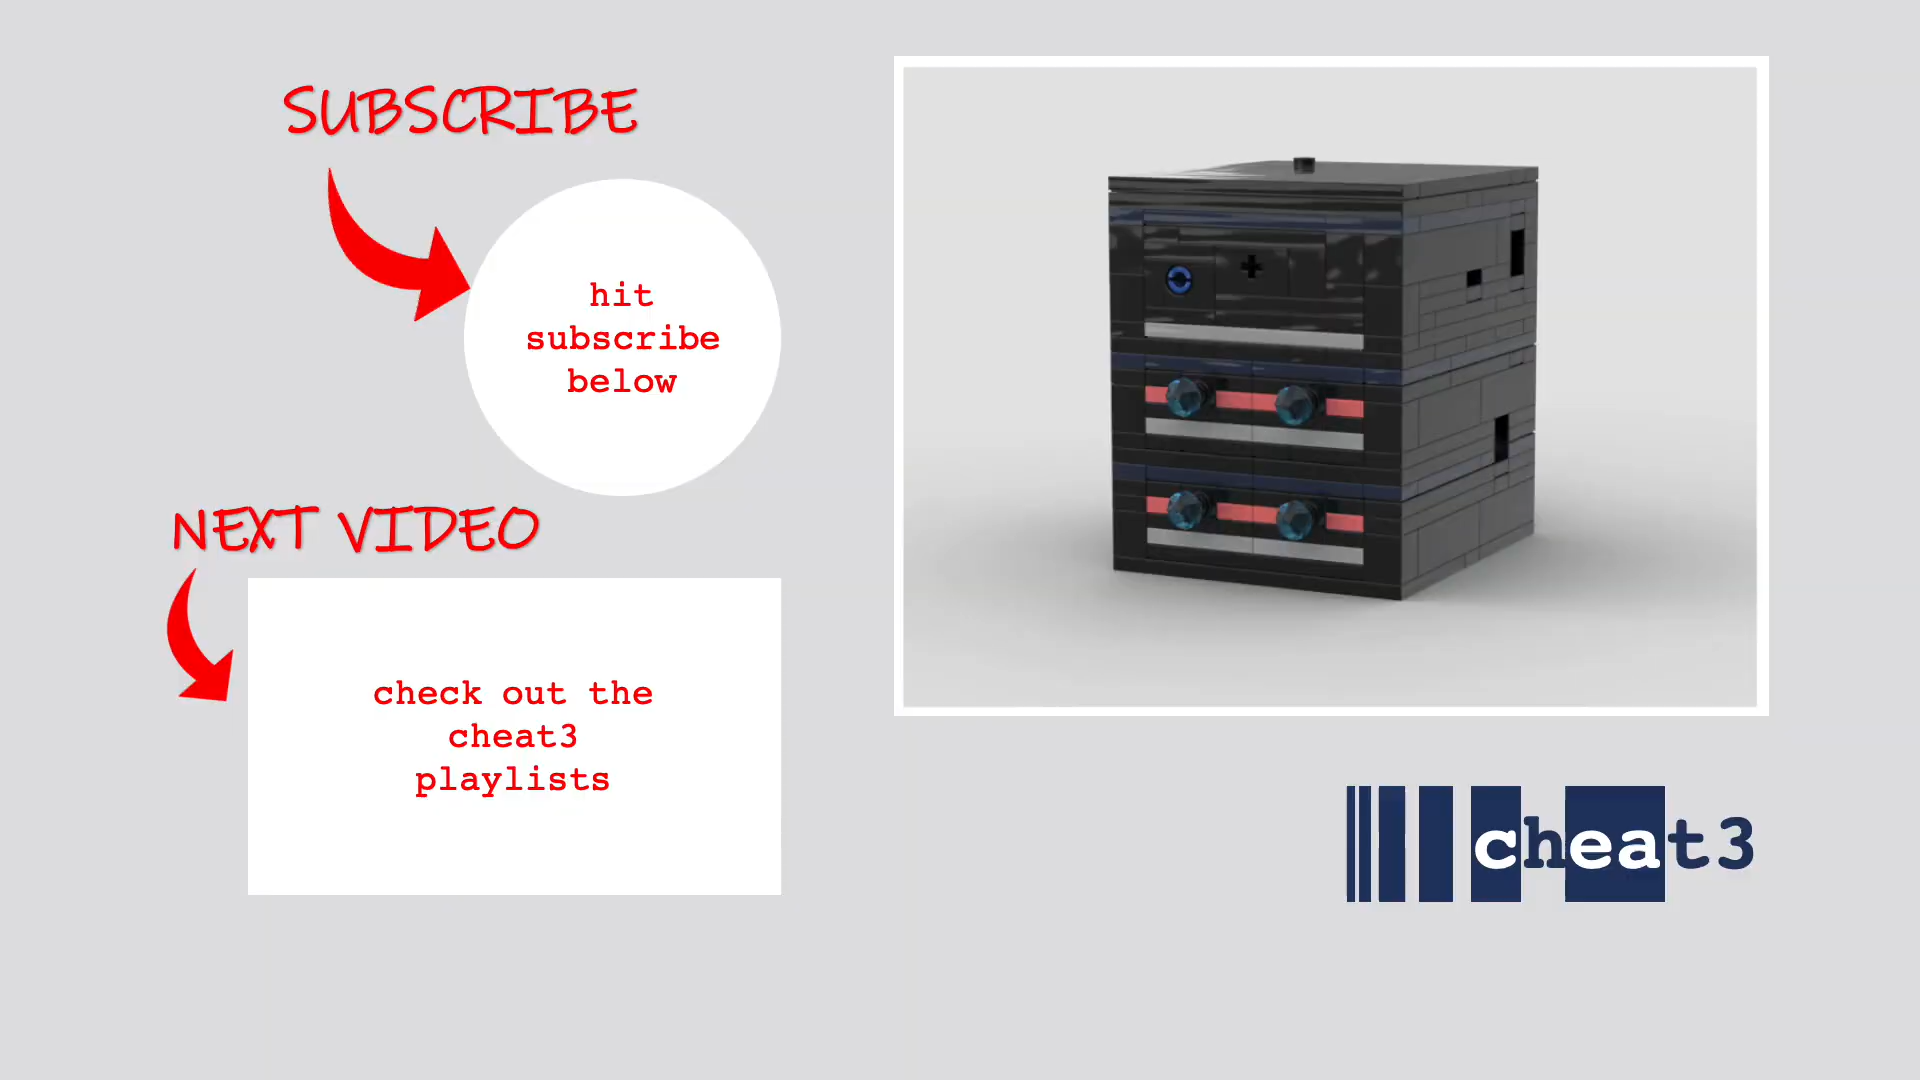 SUBSCRIBE
hit
subscribe
below
NEXT VIDEO
check out the
cheat3
playlists
cheat3